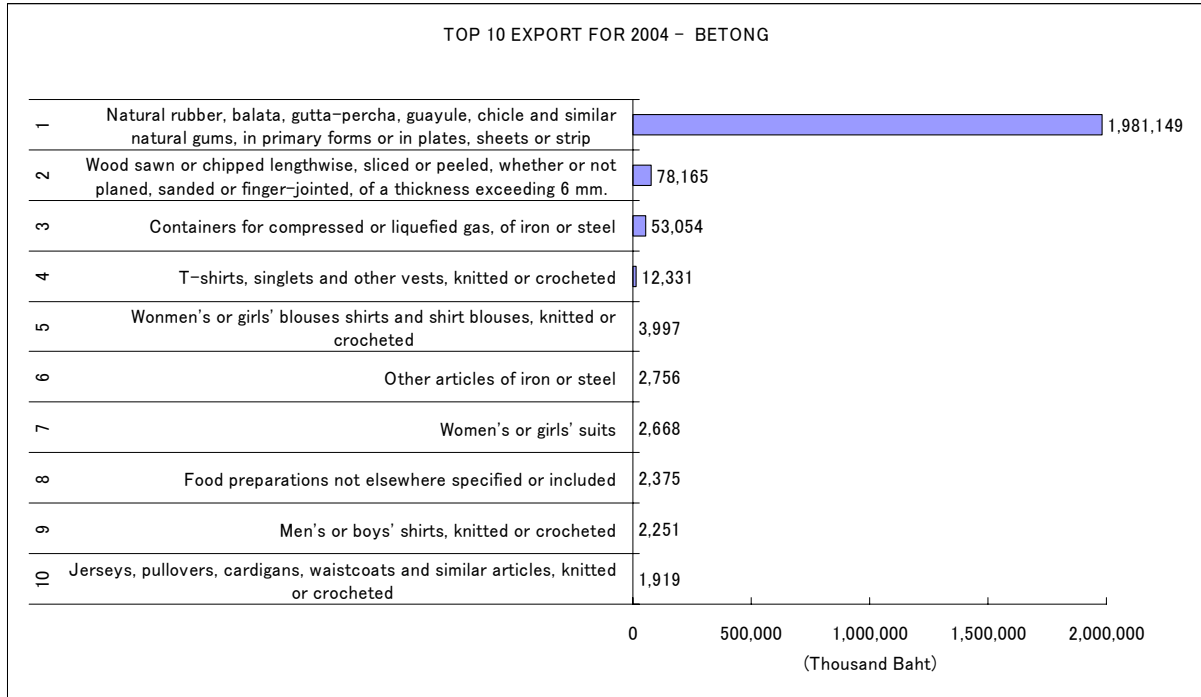 TOP 10 EXPORT FOR 2004 - BETONG
1
Natural rubber, balata, gutta-percha, guayule, chicle and similar
natural gums, in primary forms or in plates, sheets or strip
1,981,149
2
Wood sawn or chipped lengthwise, sliced or peeled, whether or not
planed, sanded or finger-jointed, of a thickness exceeding 6 mm.
78,165
3
Containers for compressed or liquefied gas, of iron or steel
53,054
4
T-shirts, singlets and other vests, knitted or crocheted
12,331
5
Wonmen's or girls' blouses shirts and shirt blouses, knitted or
crocheted
3,997
6
Other articles of iron or steel
2,756
7
Women's or girls' suits
2,668
8
Food preparations not elsewhere specified or included
2,375
9
Men's or boys' shirts, knitted or crocheted
2,251
10
Jerseys, pullovers, cardigans, waistcoats and similar articles, knitted
or crocheted
1,919
0 500,000 1,000,000 1,500,000 2,000,000
(Thousand Baht)